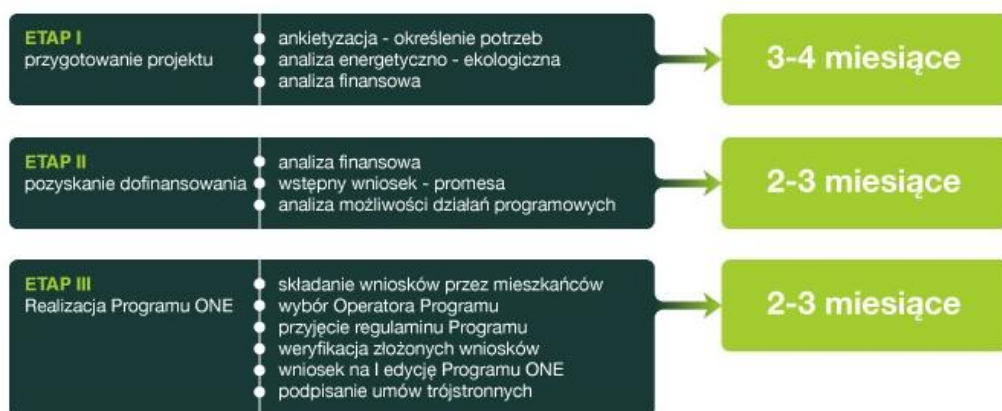 ETAP I
przygotowanie projektu
ankietyzacja - określenie potrzeb
analiza energetyczno - ekologiczna
analiza finansowa
3-4 miesiące
ETAP II
pozyskanie dofinansowania
analiza finansowa
wstępny wniosek - promesa
analiza możliwości działań programowych
2-3 miesiące
ETAP III
Realizacja Programu ONE
składanie wniosków przez mieszkańców
wybór Operatora Programu
przyjęcie regulaminu Programu
weryfikacja złożonych wniosków
wniosek na I edycję Programu ONE
podpisanie umów trójstronnych
2-3 miesiące